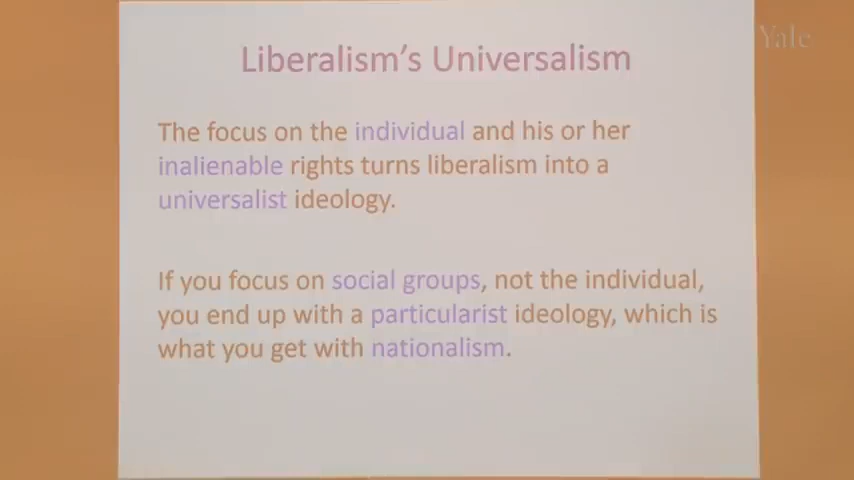 Yale
Liberalism's Universalism
The focus on the individual and his or her
inalienable rights turns liberalism into a
universalist ideology.
If you focus on social groups, not the individual,
you end up with a particularist ideology, which is
what you get with nationalism.